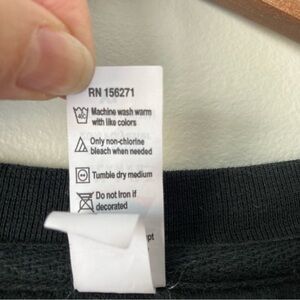 RN 156271
Machine wash warm
with like colors
Only non-chlorine
bleach when needed
Tumble dry medium
Do not Iron if
decorated